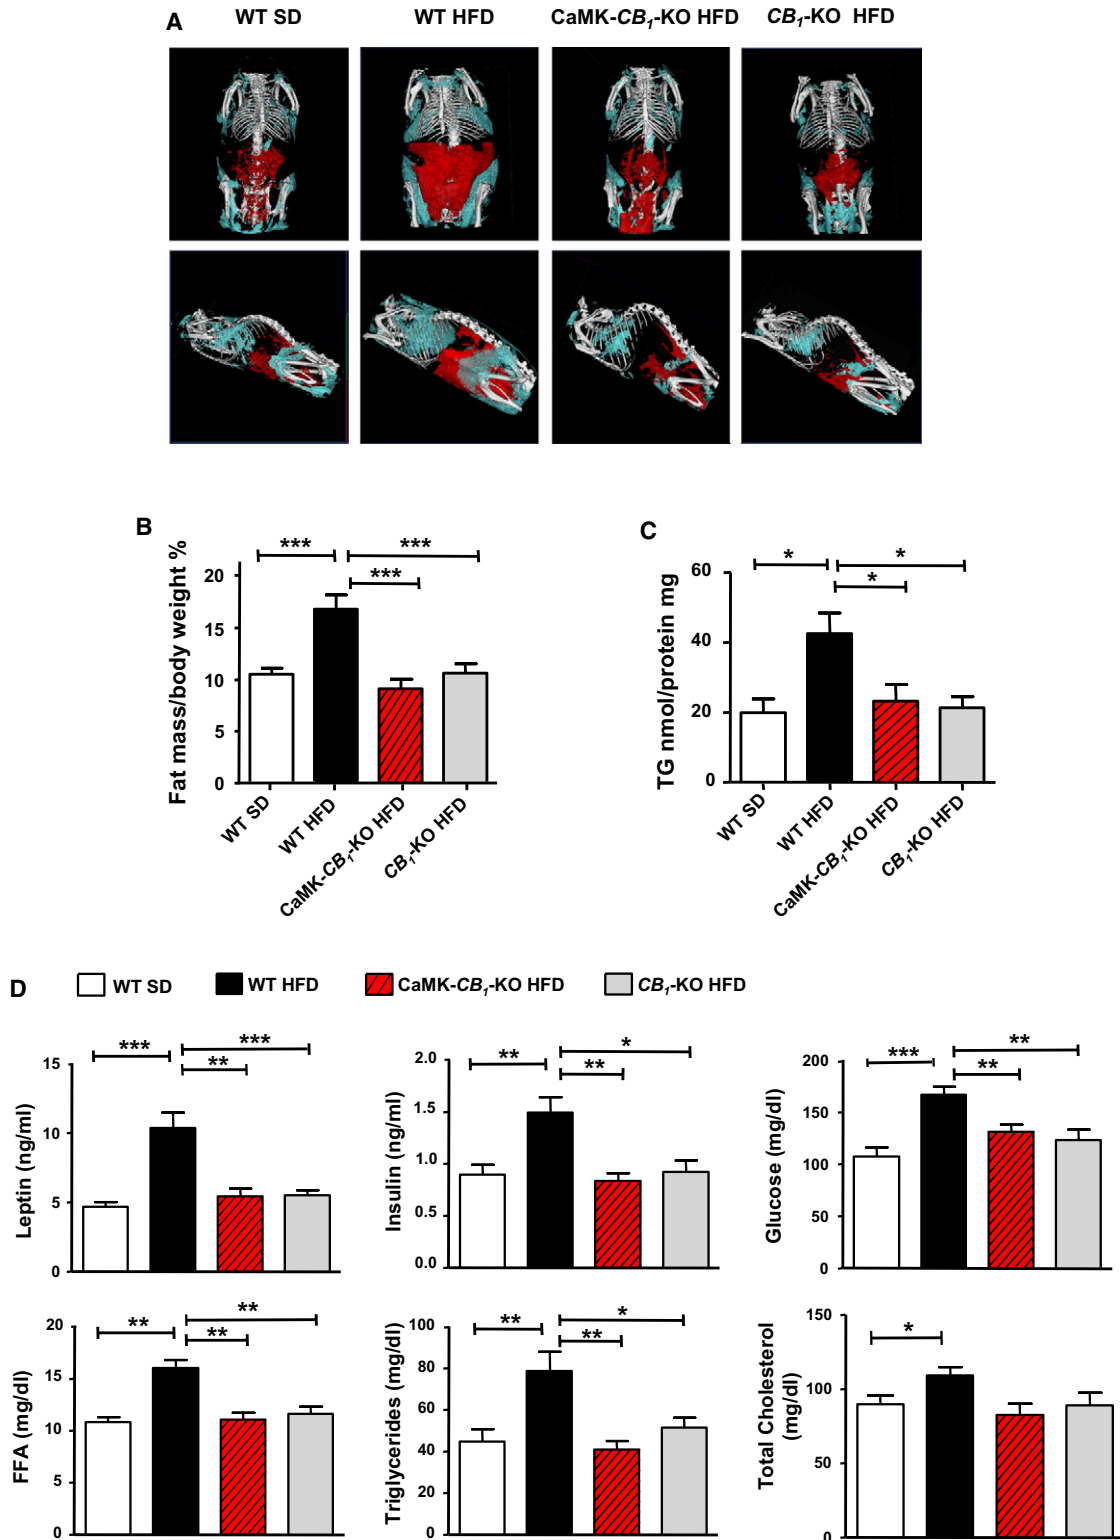 A
WT SD WT HFD CaMK-CB1-KO HFD CB1-KO HFD
B
Fat mass/body weight %
20
15
10
5
0
***
***
***
WT SD
WT HFD
CaMK-CB1-KO HFD
CB1-KO HFD
C
TG nmol/protein mg
60
40
20
0
*
*
*
WT SD
WT HFD
CaMK-CB1-KO HFD
CB1-KO HFD
D
WT SD WT HFD CaMK-CB1-KO HFD CB1-KO HFD
Leptin (ng/ml)
15
10
5
0
***
***
**
Insulin (ng/ml)
2.0
1.5
1.0
0.5
0.0
**
*
**
Glucose (mg/dl)
200
150
100
50
0
***
**
**
FFA (mg/dl)
20
15
10
5
0
**
**
**
Triglycerides (mg/dl)
100
80
60
40
20
0
**
*
**
Total Cholesterol
(mg/dl)
150
100
50
0
*